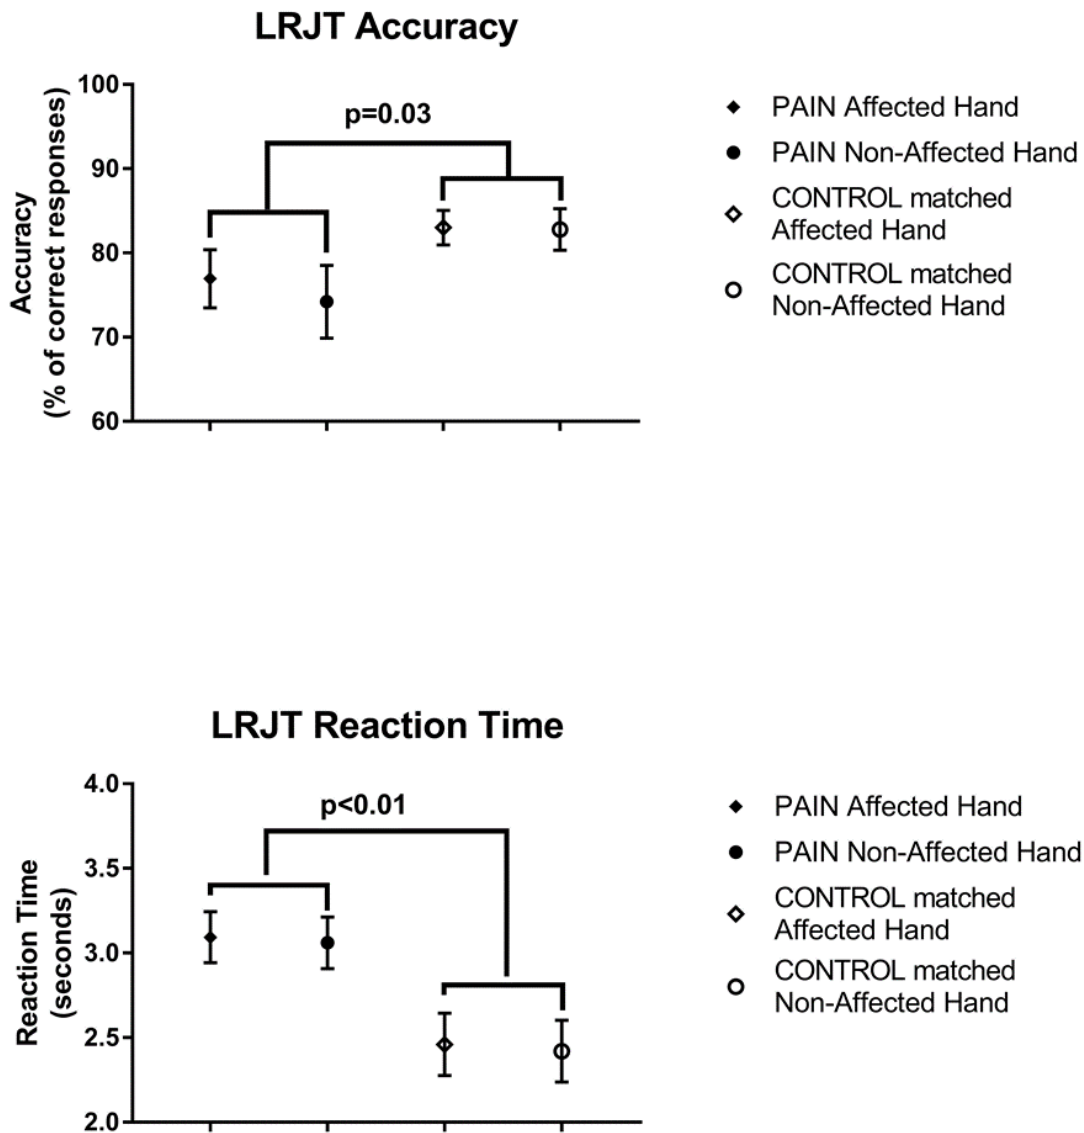 LRJT Accuracy
100
90
80
70
60
Accuracy
(% of correct responses)
p=0.03
PAIN Affected Hand
PAIN Non-Affected Hand
CONTROL matched
Affected Hand
CONTROL matched
Non-Affected Hand
LRJT Reaction Time
4.0
3.5
3.0
2.5
2.0
Reaction Time
(seconds)
p<0.01
PAIN Affected Hand
PAIN Non-Affected Hand
CONTROL matched
Affected Hand
CONTROL matched
Non-Affected Hand